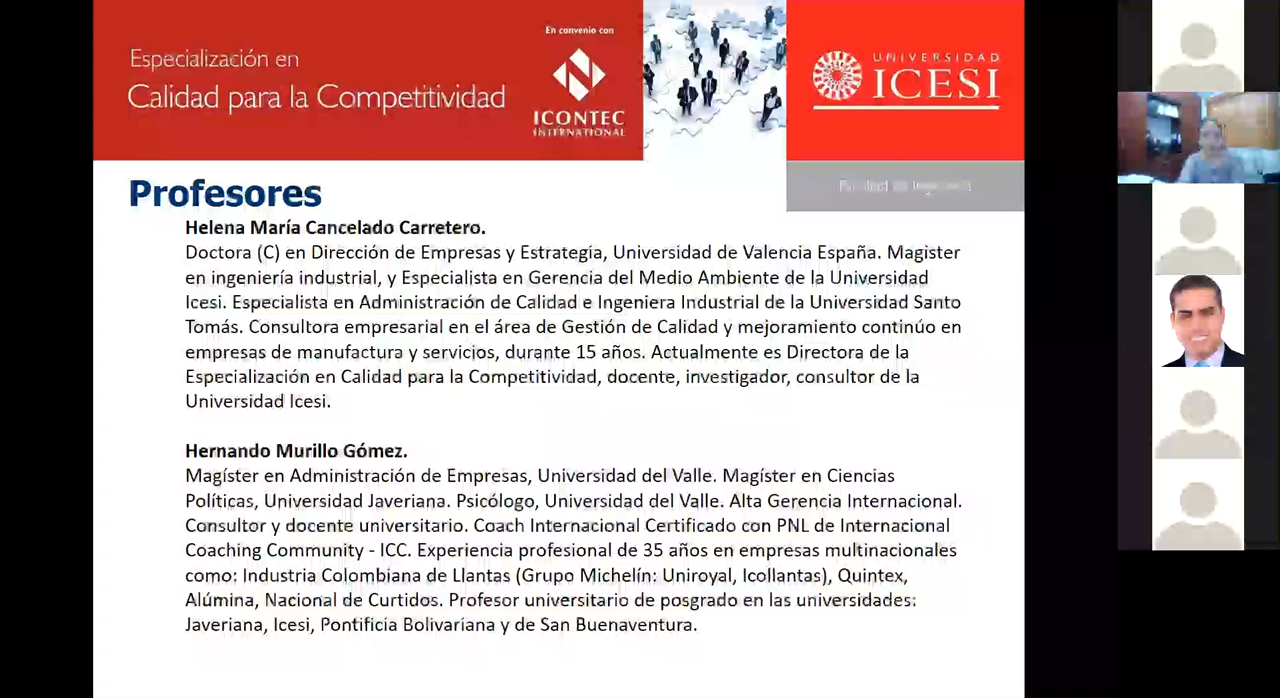 Especialización en
Calidad para la Competitividad
En convenio con
ICONTEC
INTERNATIONAL
UNIVERSIDAD
ICESI
Facultad de Ingeniería
Profesores
Helena María Cancelado Carretero.
Doctora (C) en Dirección de Empresas y Estrategia, Universidad de Valencia España. Magister
en ingeniería industrial, y Especialista en Gerencia del Medio Ambiente de la Universidad
Icesi. Especialista en Administración de Calidad e Ingeniera Industrial de la Universidad Santo
Tomás. Consultora empresarial en el área de Gestión de Calidad y mejoramiento continúo en
empresas de manufactura y servicios, durante 15 años. Actualmente es Directora de la
Especialización en Calidad para la Competitividad, docente, investigador, consultor de la
Universidad Icesi.
Hernando Murillo Gómez.
Magíster en Administración de Empresas, Universidad del Valle. Magíster en Ciencias
Políticas, Universidad Javeriana. Psicólogo, Universidad del Valle. Alta Gerencia Internacional.
Consultor y docente universitario. Coach Internacional Certificado con PNL de Internacional
Coaching Community - ICC. Experiencia profesional de 35 años en empresas multinacionales
como: Industria Colombiana de Llantas (Grupo Michelín: Uniroyal, Icollantas), Quintex,
Alúmina, Nacional de Curtidos. Profesor universitario de posgrado en las universidades:
Javeriana, Icesi, Pontificia Bolivariana y de San Buenaventura.